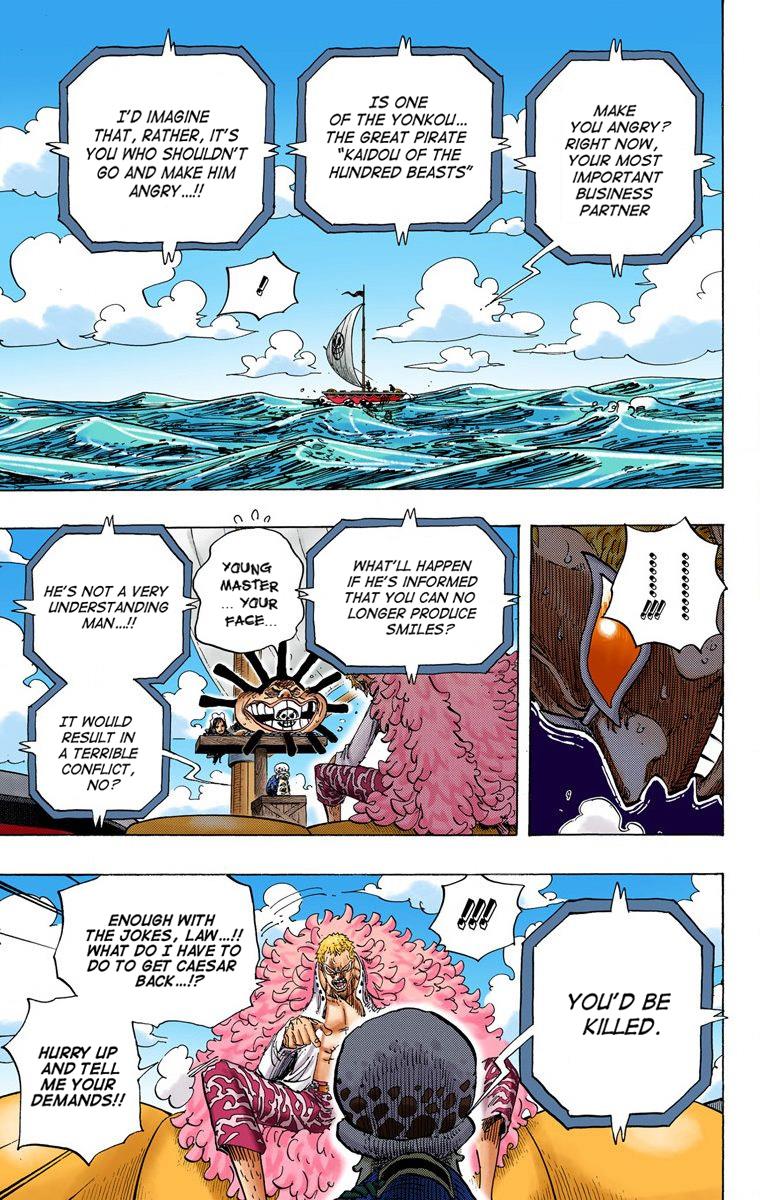 MAKE
YOU ANGRY?
RIGHT NOW,
YOUR MOST
IMPORTANT
BUSINESS
PARTNER
IS ONE
OF THE YONKOU...
THE GREAT PIRATE
"KAIDOU OF THE
HUNDRED BEASTS"
I'D IMAGINE
THAT, RATHER, IT'S
YOU WHO SHOULDN'T
GO AND MAKE HIM
ANGRY....!!
!
..........
........!!!
WHAT'LL HAPPEN
IF HE'S INFORMED
THAT YOU CAN NO
LONGER PRODUCE
SMILES?
YOUNG
MASTER
... YOUR
FACE...
HE'S NOT A VERY
UNDERSTANDING
MAN...!!
IT WOULD
RESULT IN
A TERRIBLE
CONFLICT,
NO?
YOU'D BE
KILLED.
!!!
ENOUGH WITH
THE JOKES, LAW...!!
WHAT DO I HAVE TO
DO TO GET CAESAR
BACK...!?
HURRY UP
AND TELL
ME YOUR
DEMANDS!!